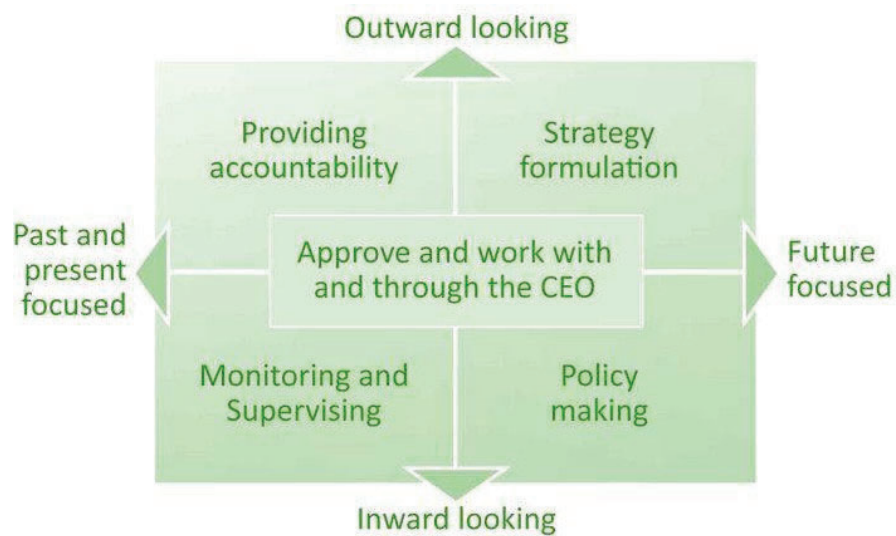 Outward looking
Providing
accountability
Strategy
formulation
Past and
present
focused
Approve and work with
and through the CEO
Future
focused
Monitoring and
Supervising
Policy
making
Inward looking